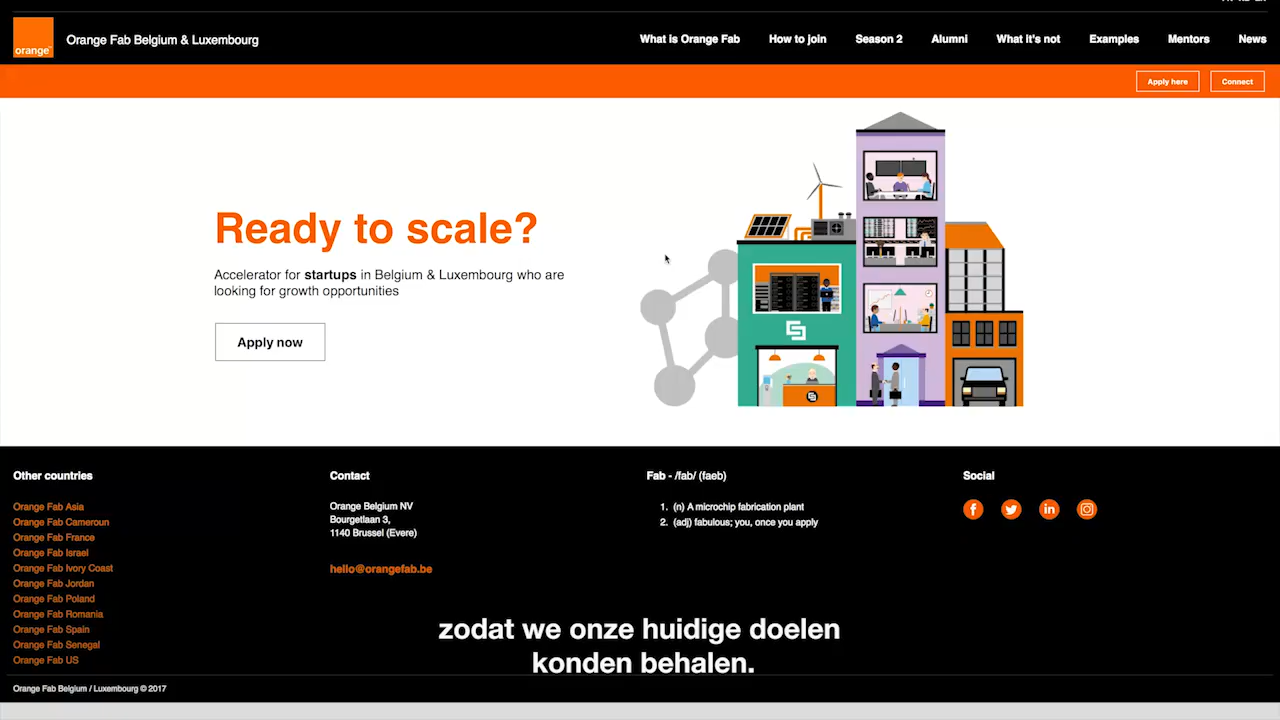 orange
Orange Fab Belgium & Luxembourg
What is Orange Fab
How to join
Season 2
Alumni
What it's not
Examples
Mentors
News
Apply here
Connect
Ready to scale?
Accelerator for startups in Belgium & Luxembourg who are
looking for growth opportunities
Apply now
Other countries
Orange Fab Asia
Orange Fab Cameroun
Orange Fab France
Orange Fab Israel
Orange Fab Ivory Coast
Orange Fab Jordan
Orange Fab Poland
Orange Fab Romania
Orange Fab Spain
Orange Fab Senegal
Orange Fab US
Contact
Orange Belgium NV
Bourgetlaan 3,
1140 Brussel (Evere)
hello@orangefab.be
Fab - /fab/ (faeb)
1. (n) A microchip fabrication plant
2. (adj) fabulous; you, once you apply
Social
zodat we onze huidige doelen
konden behalen.
Orange Fab Belgium / Luxembourg © 2017